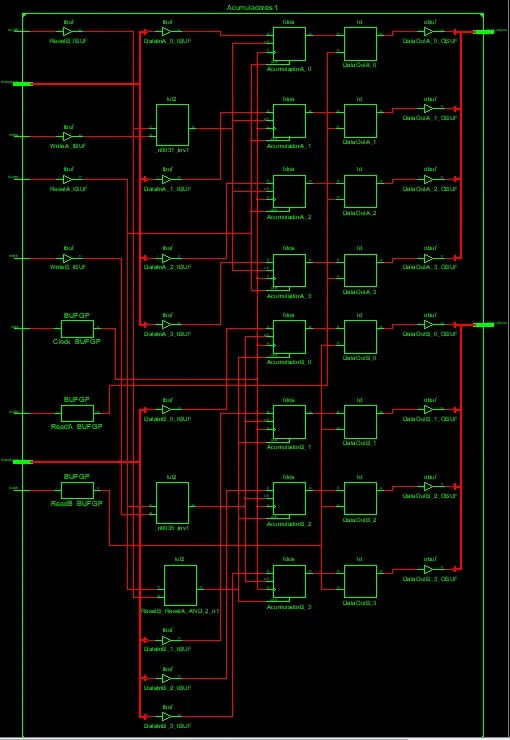 Acumuladores:1
ibuf
ResetB_IBUF
ibuf
DataInA_0_IBUF
fdce
AcumuladorA_0
ld
DataOutA_0
obuf
DataOutA_0_OBUF
ibuf
WriteA_IBUF
lut2
_n0031_inv1
fdce
AcumuladorA_1
ld
DataOutA_1
obuf
DataOutA_1_OBUF
ibuf
ResetA_IBUF
ibuf
DataInA_1_IBUF
fdce
AcumuladorA_2
ld
DataOutA_2
obuf
DataOutA_2_OBUF
ibuf
WriteB_IBUF
ibuf
DataInA_2_IBUF
fdce
AcumuladorA_3
ld
DataOutA_3
obuf
DataOutA_3_OBUF
BUFGP
Clock_BUFGP
ibuf
DataInA_3_IBUF
fdce
AcumuladorB_0
ld
DataOutB_0
obuf
DataOutB_0_OBUF
BUFGP
ReadA_BUFGP
ibuf
DataInB_0_IBUF
fdce
AcumuladorB_1
ld
DataOutB_1
obuf
DataOutB_1_OBUF
BUFGP
ReadB_BUFGP
lut2
_n0035_inv1
fdce
AcumuladorB_2
ld
DataOutB_2
obuf
DataOutB_2_OBUF
lut2
ResetB_ResetA_AND_2_o1
fdce
AcumuladorB_3
ld
DataOutB_3
obuf
DataOutB_3_OBUF
ibuf
DataInB_1_IBUF
ibuf
DataInB_2_IBUF
ibuf
DataInB_3_IBUF